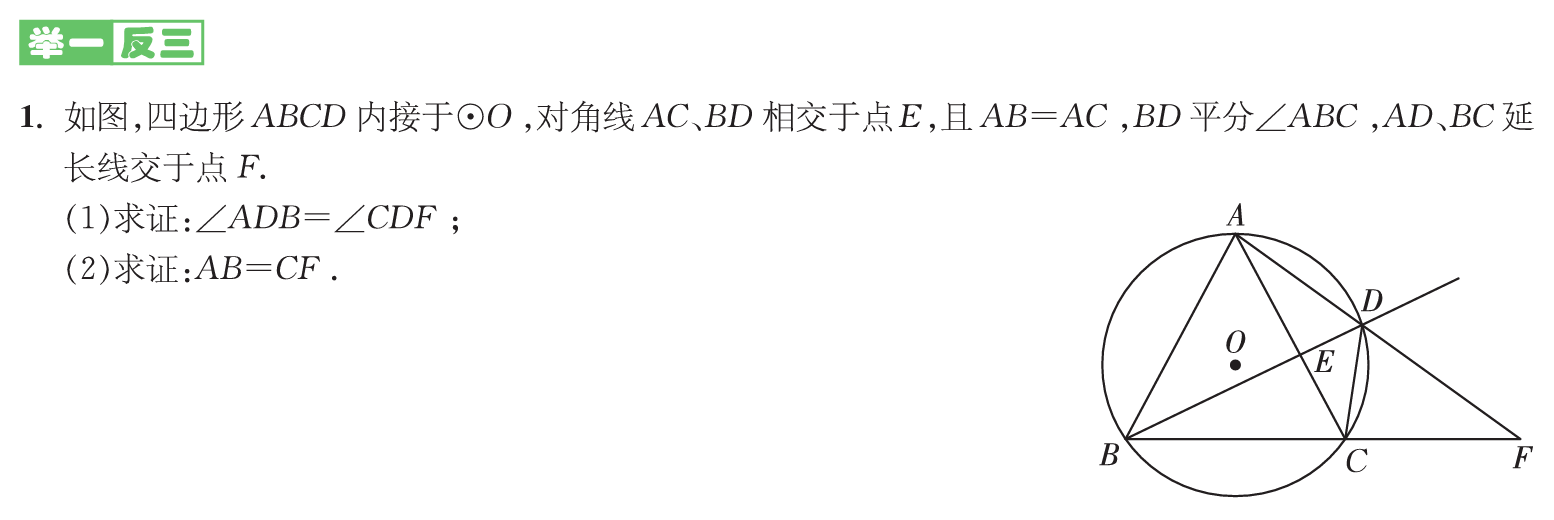 举一反三
1. 如图,四边形ABCD内接于⊙O,对角线AC、BD相交于点E,且AB=AC,BD平分∠ABC,AD、BC延
长线交于点F.
(1)求证:∠ADB=∠CDF;
(2)求证:AB=CF.
A
D
O
E
B
C
F